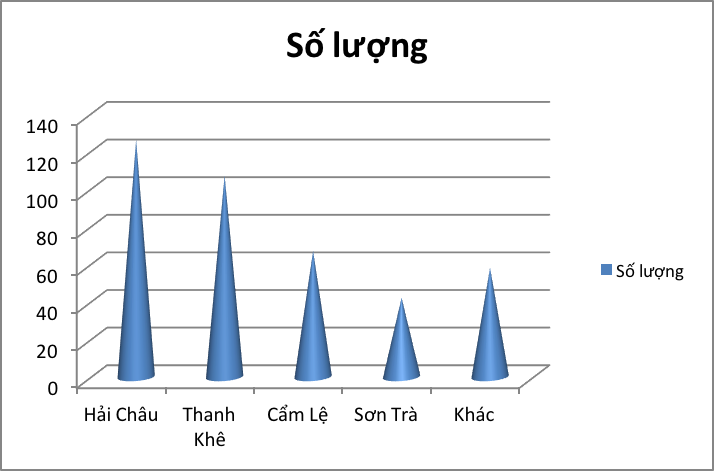 Số lượng
140
120
100
80
60
40
20
0
Hải Châu
Thanh Khê
Cẩm Lệ
Sơn Trà
Khác
Số lượng